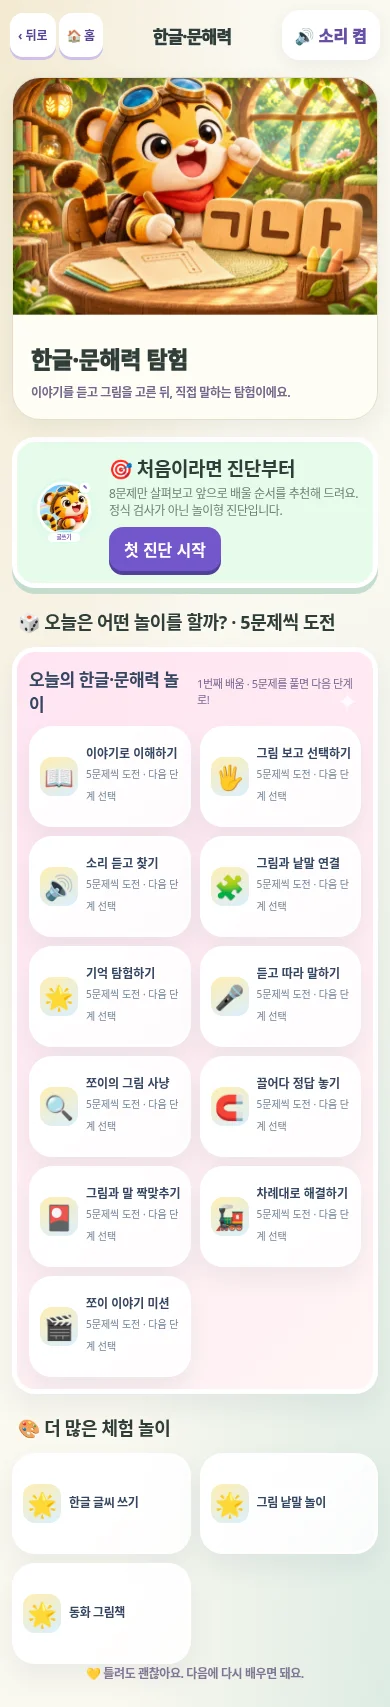 ‹ 뒤로 🏠 홈 한글·문해력 🔊 소리 켬
ㄱ ㄴ ㅏ
한글·문해력 탐험
이야기를 듣고 그림을 고른 뒤, 직접 말하는 탐험이에요.
🎯 처음이라면 진단부터
8문제만 살펴보고 앞으로 배울 순서를 추천해 드려요.
정식 검사가 아닌 놀이형 진단입니다.
글쓰기
첫 진단 시작
🎲 오늘은 어떤 놀이를 할까? · 5문제씩 도전
오늘의 한글·문해력 놀
이
1번째 배움 · 5문제를 풀면 다음 단계
로!
이야기로 이해하기
5문제씩 도전 · 다음 단
계 선택
그림 보고 선택하기
5문제씩 도전 · 다음 단
계 선택
소리 듣고 찾기
5문제씩 도전 · 다음 단
계 선택
그림과 낱말 연결
5문제씩 도전 · 다음 단
계 선택
기억 탐험하기
5문제씩 도전 · 다음 단
계 선택
듣고 따라 말하기
5문제씩 도전 · 다음 단
계 선택
쪼이의 그림 사냥
5문제씩 도전 · 다음 단
계 선택
끌어다 정답 놓기
5문제씩 도전 · 다음 단
계 선택
그림과 말 짝맞추기
5문제씩 도전 · 다음 단
계 선택
차례대로 해결하기
5문제씩 도전 · 다음 단
계 선택
쪼이 이야기 미션
5문제씩 도전 · 다음 단
계 선택
🎨 더 많은 체험 놀이
한글 글씨 쓰기
그림 낱말 놀이
동화 그림책
💛 틀려도 괜찮아요. 다음에 다시 배우면 돼요.